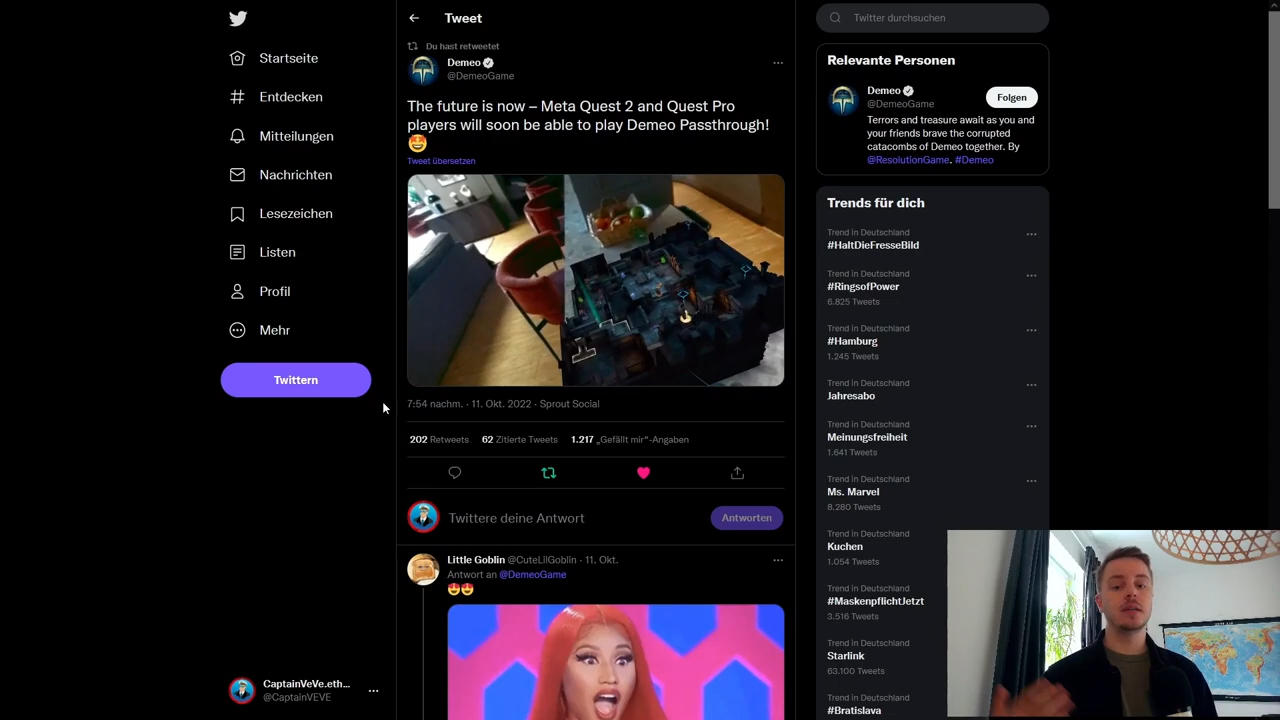 Startseite
Entdecken
Mitteilungen
Nachrichten
Lesezeichen
Listen
Profil
Mehr
Twittern
CaptainVeVe.eth...
@CaptainVEVE
Tweet
Du hast retweetet
Demeo
@DemeoGame
The future is now – Meta Quest 2 and Quest Pro
players will soon be able to play Demeo Passthrough!
Tweet übersetzen
7:54 nachm. · 11. Okt. 2022 · Sprout Social
202 Retweets 62 Zitierte Tweets 1.217 „Gefällt mir“-Angaben
Twittere deine Antwort
Antworten
Little Goblin @CuteLilGoblin · 11. Okt.
Antwort an @DemeoGame
Twitter durchsuchen
Relevante Personen
Demeo
@DemeoGame
Folgen
Terrors and treasure await as you and
your friends brave the corrupted
catacombs of Demeo together. By
@ResolutionGame. #Demeo
Trends für dich
Trend in Deutschland
#HaltDieFresseBild
Trend in Deutschland
#RingsofPower
6.825 Tweets
Trend in Deutschland
#Hamburg
1.245 Tweets
Trend in Deutschland
Jahresabo
Trend in Deutschland
Meinungsfreiheit
1.641 Tweets
Trend in Deutschland
Ms. Marvel
8.280 Tweets
Trend in Deutschland
Kuchen
1.054 Tweets
Trend in Deutschland
#MaskenpflichtJetzt
3.516 Tweets
Trend in Deutschland
Starlink
63.100 Tweets
Trend in Deutschland
#Bratislava